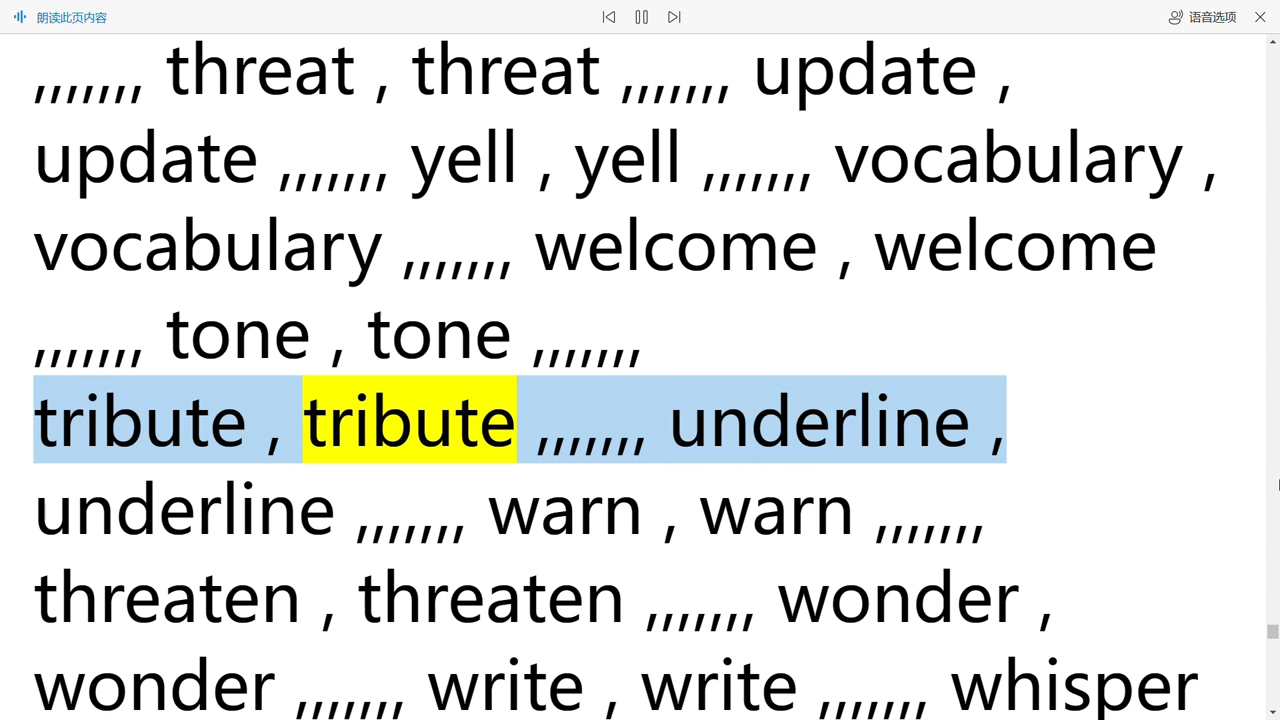 朗读此页内容
语音选项
,,,,,,, threat , threat ,,,,,,, update ,
update ,,,,,,, yell , yell ,,,,,,, vocabulary ,
vocabulary ,,,,,,, welcome , welcome
,,,,,,, tone , tone ,,,,,,,
tribute , tribute ,,,,,,, underline ,
underline ,,,,,,, warn , warn ,,,,,,,
threaten , threaten ,,,,,,, wonder ,
wonder ,,,,,,, write , write ,,,,,,, whisper